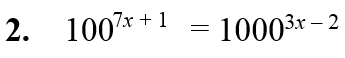 2. 100^{7x + 1} = 1000^{3x – 2}